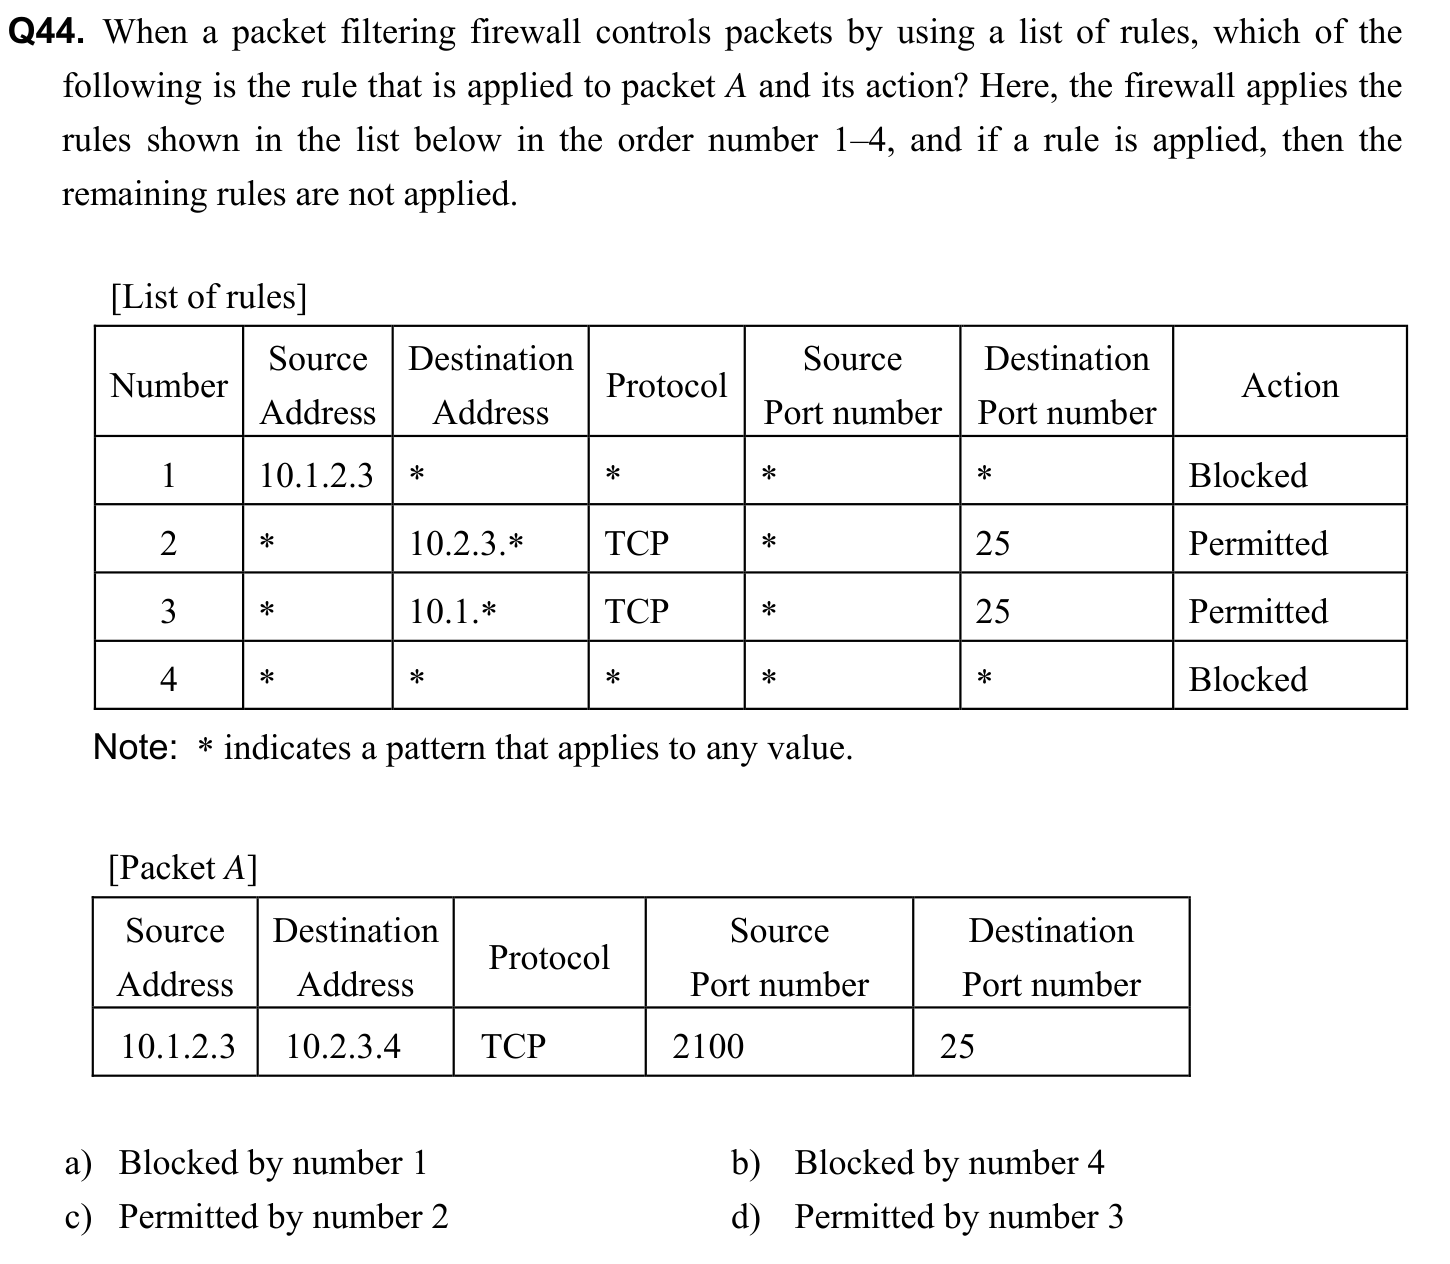 Q44. When a packet filtering firewall controls packets by using a list of rules, which of the
following is the rule that is applied to packet A and its action? Here, the firewall applies the
rules shown in the list below in the order number 1–4, and if a rule is applied, then the
remaining rules are not applied.
[List of rules]
Number Source Address Destination Address Protocol Source Port number Destination Port number Action
1 10.1.2.3 * * * * Blocked
2 * 10.2.3.* TCP * 25 Permitted
3 * 10.1.* TCP * 25 Permitted
4 * * * * * Blocked
Note: * indicates a pattern that applies to any value.
[Packet A]
Source Address Destination Address Protocol Source Port number Destination Port number
10.1.2.3 10.2.3.4 TCP 2100 25
a) Blocked by number 1 b) Blocked by number 4
c) Permitted by number 2 d) Permitted by number 3